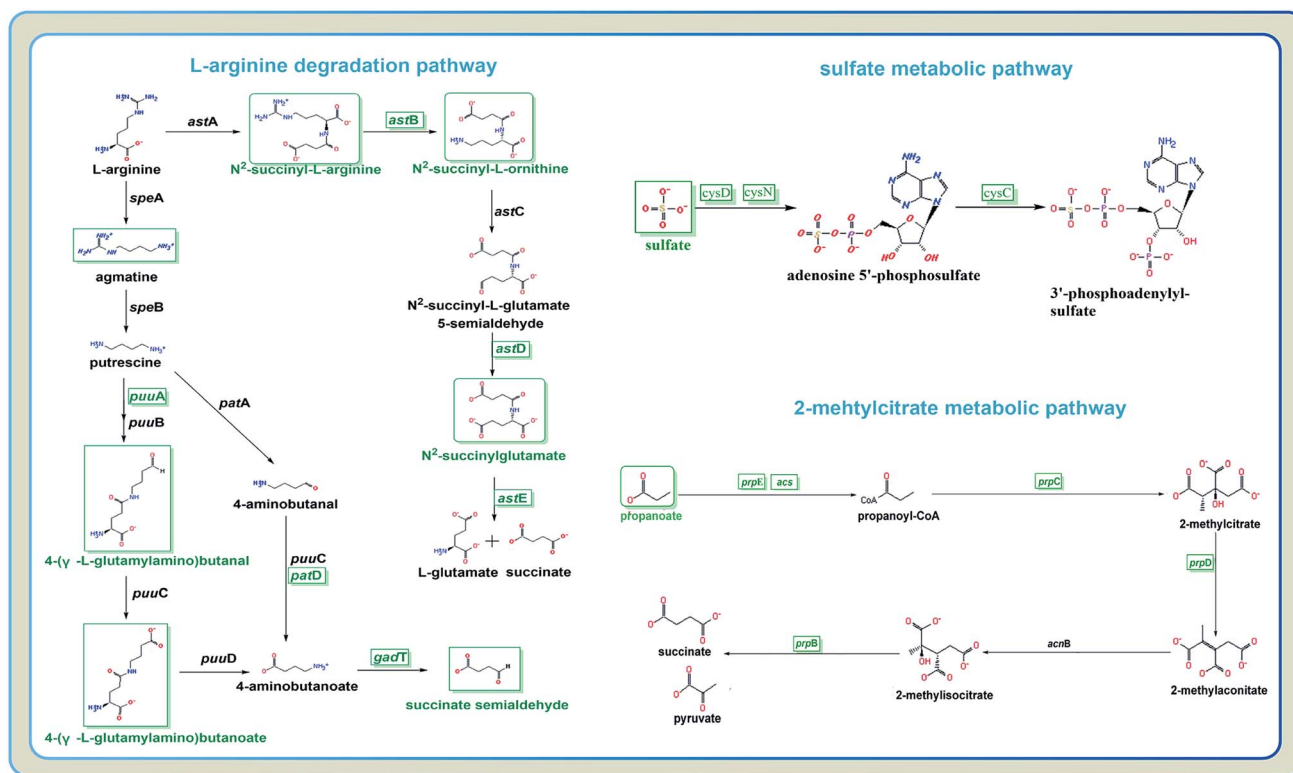 L-arginine degradation pathway
L-arginine
astA
N²-succinyl-L-arginine
astB
N²-succinyl-L-ornithine
speA
agmatine
speB
putrescine
puuA
puuB
patA
4-(γ -L-glutamylamino)butanal
4-aminobutanal
puuC
puuC
patD
4-(γ -L-glutamylamino)butanoate
puuD
4-aminobutanoate
gadT
succinate semialdehyde
astC
N²-succinyl-L-glutamate
5-semialdehyde
astD
N²-succinylglutamate
astE
L-glutamate succinate
sulfate metabolic pathway
sulfate
cysD cysN
adenosine 5'-phosphosulfate
cysC
3'-phosphoadenylyl-
sulfate
2-mehtylcitrate metabolic pathway
propanoate
prpE acs
propanoyl-CoA
CoA
prpC
2-methylcitrate
prpD
2-methylaconitate
acnB
2-methylisocitrate
prpB
succinate
pyruvate